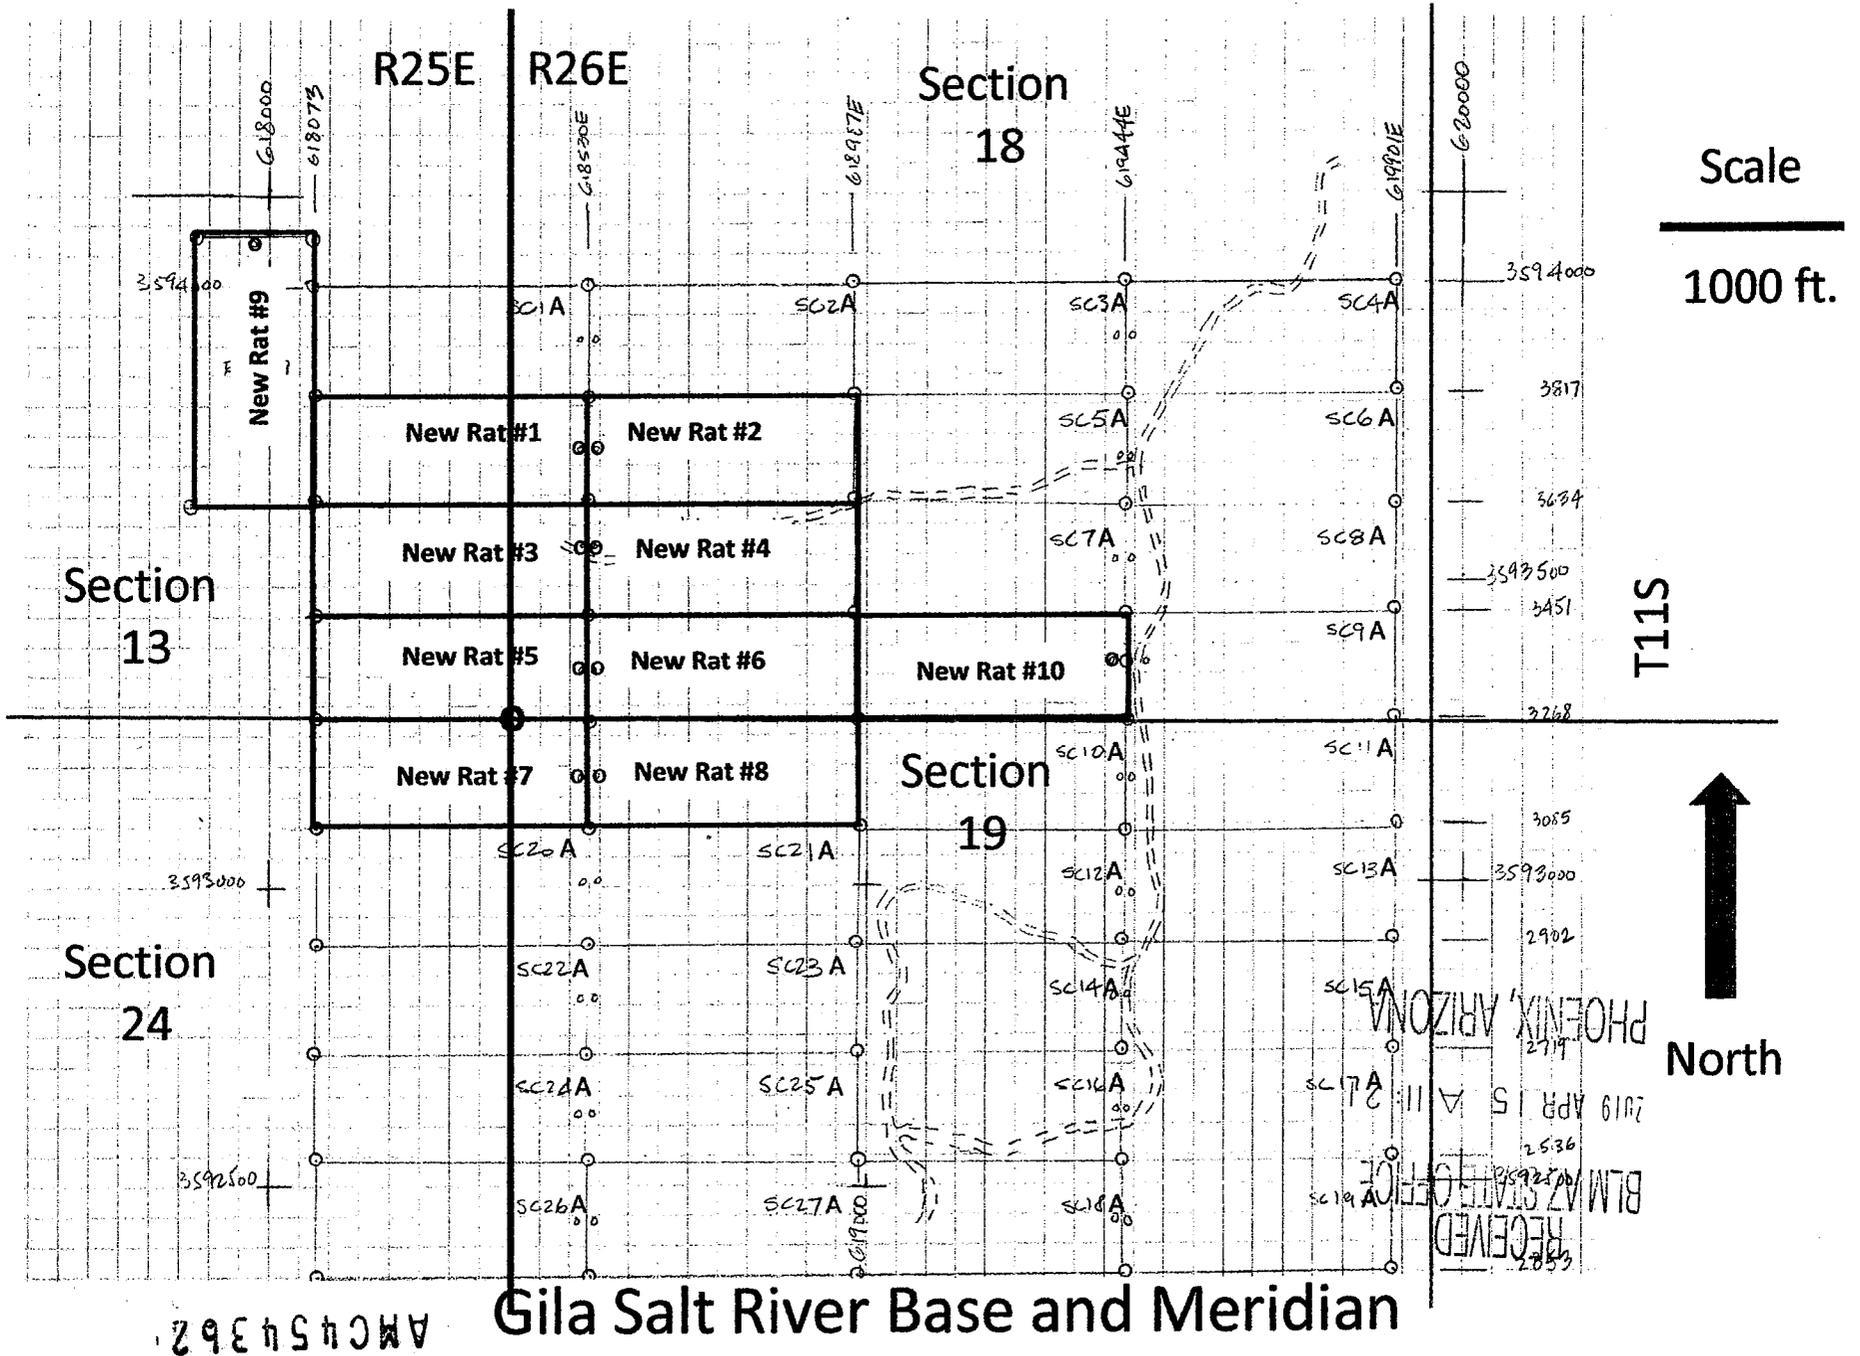 R25E
R26E
Section
18
618000
618073
618530E
618987E
619444E
619901E
620000
Scale
1000 ft.
3594000
SC1A
SC2A
SC3A
SC4A
3594000
New Rat #9
3817
New Rat #1
New Rat #2
SC5A
SC6A
3634
New Rat #3
New Rat #4
SC7A
SC8A
3593500
3451
Section
13
T11S
New Rat #5
New Rat #6
New Rat #10
SC9A
3268
New Rat #7
New Rat #8
Section
19
SC10A
SC11A
3085
SC20A
SC21A
SC12A
SC13A
3593000
3593000
2902
Section
24
SC22A
SC23A
SC14A
SC15A
PHOENIX, ARIZONA
2719
North
SC24A
SC25A
SC16A
SC17A
2019 APR 15 A 11: 21
2536
3592500
3592500
BLM AZ STATE OFFICE
SC26A
SC27A
SC18A
SC19A
619000
RECEIVED
2353
Gila Salt River Base and Meridian
AMC454362